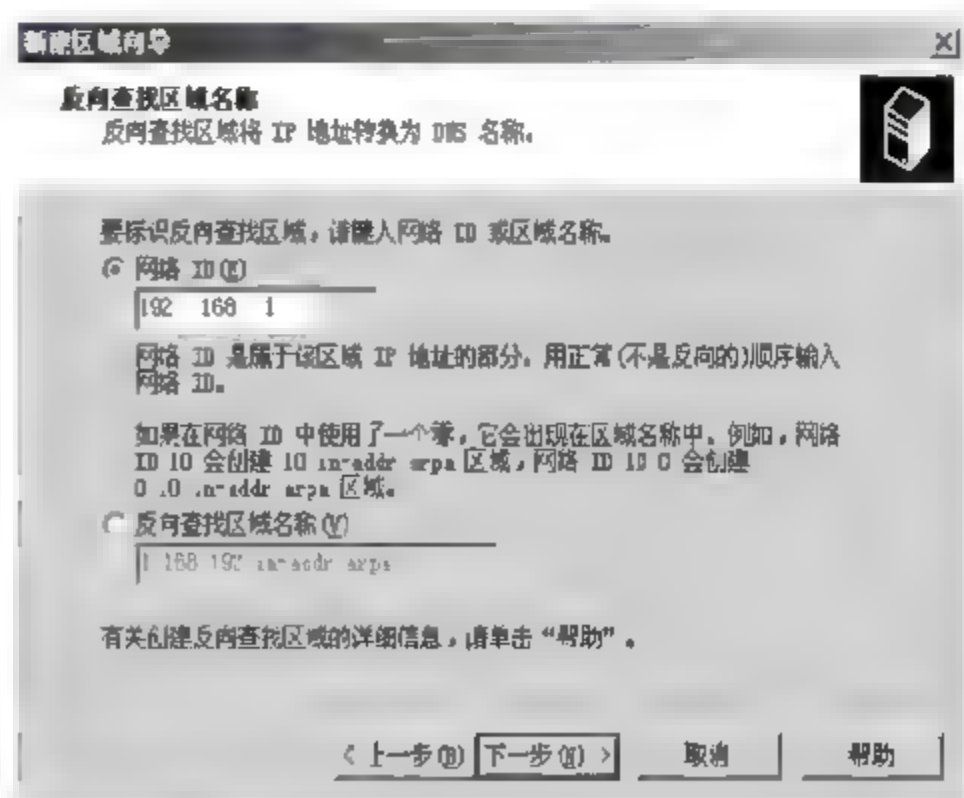 新建区域向导
反向查找区域名称
反向查找区域将 IP 地址转换为 DNS 名称。
要标识反向查找区域，请键入网络 ID 或区域名称。
网络 ID(E)
192 168 1
网络 ID 是属于该区域 IP 地址的部分。用正常(不是反向的)顺序输入
网络 ID。
如果在网络 ID 中使用了一个零，它会出现在区域名称中。例如，网络
ID 10 会创建 10 in-addr arpa 区域，网络 ID 10 0 会创建
0 .0 .n-addr arpa 区域。
反向查找区域名称(V)
1 168 192 in-addr arpa
有关创建反向查找区域的详细信息，请单击“帮助”。
< 上一步(B) 下一步(N) > 取消 帮助